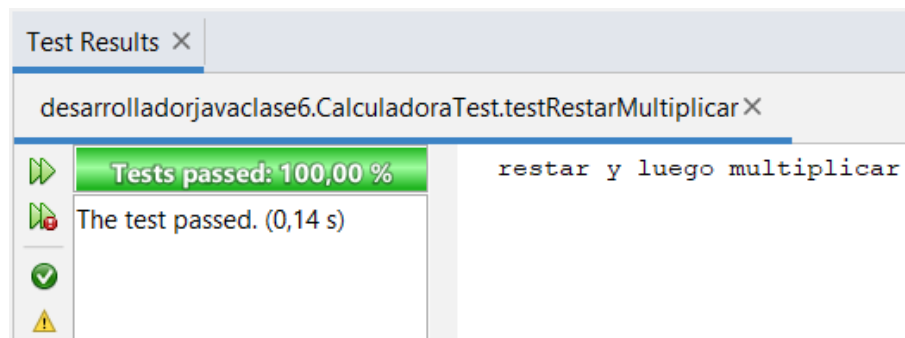 Test Results
desarrolladorjavaclase6.CalculadoraTest.testRestarMultiplicar
Tests passed: 100,00 %
restar y luego multiplicar
The test passed. (0,14 s)